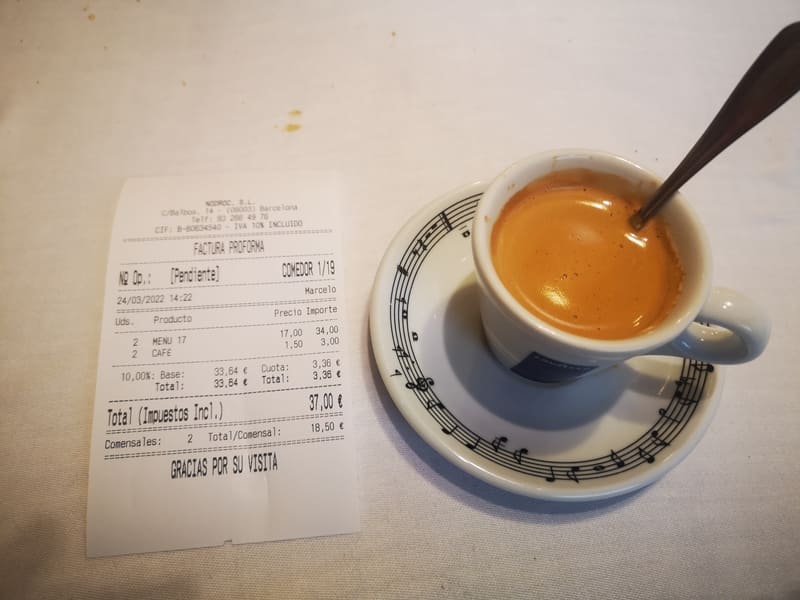 NODROC, S.L.
C/Balboa, 14 - (08003) Barcelona
Telf: 93 268 49 76
CIF: B-60634540 - IVA 10% INCLUIDO
FACTURA PROFORMA
Nº Op.: [Pendiente] COMEDOR 1/19
24/03/2022 14:22 Marcelo
Uds. Producto Precio Importe
2 MENU 17 17,00 34,00
2 CAFÉ 1,50 3,00
10,00%: Base: 33,64 € Cuota: 3,36 €
Total: 33,64 € Total: 3,36 €
Total (Impuestos Incl.) 37,00 €
Comensales: 2 Total/Comensal: 18,50 €
GRACIAS POR SU VISITA